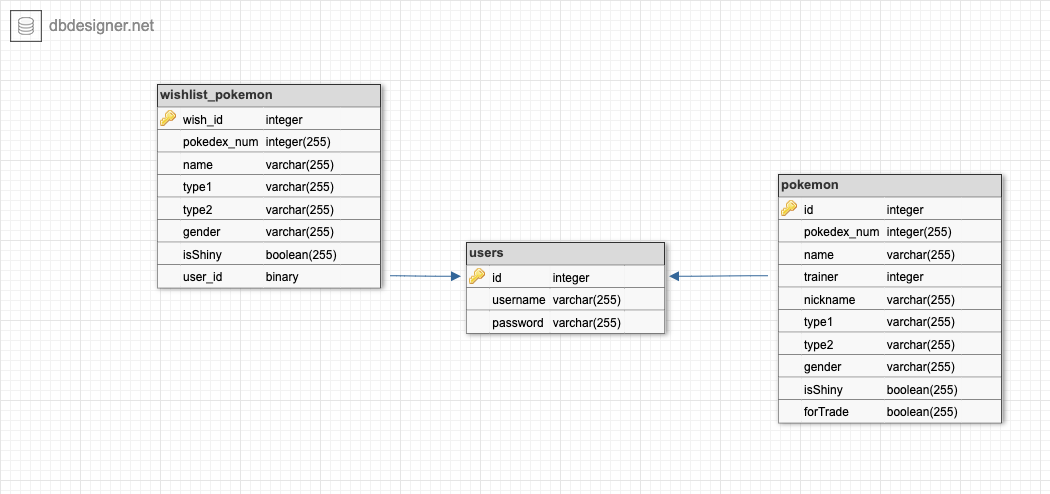 dbdesigner.net
wishlist_pokemon
wish_id integer
pokedex_num integer(255)
name varchar(255)
type1 varchar(255)
type2 varchar(255)
gender varchar(255)
isShiny boolean(255)
user_id binary
users
id integer
username varchar(255)
password varchar(255)
pokemon
id integer
pokedex_num integer(255)
name varchar(255)
trainer integer
nickname varchar(255)
type1 varchar(255)
type2 varchar(255)
gender varchar(255)
isShiny boolean(255)
forTrade boolean(255)